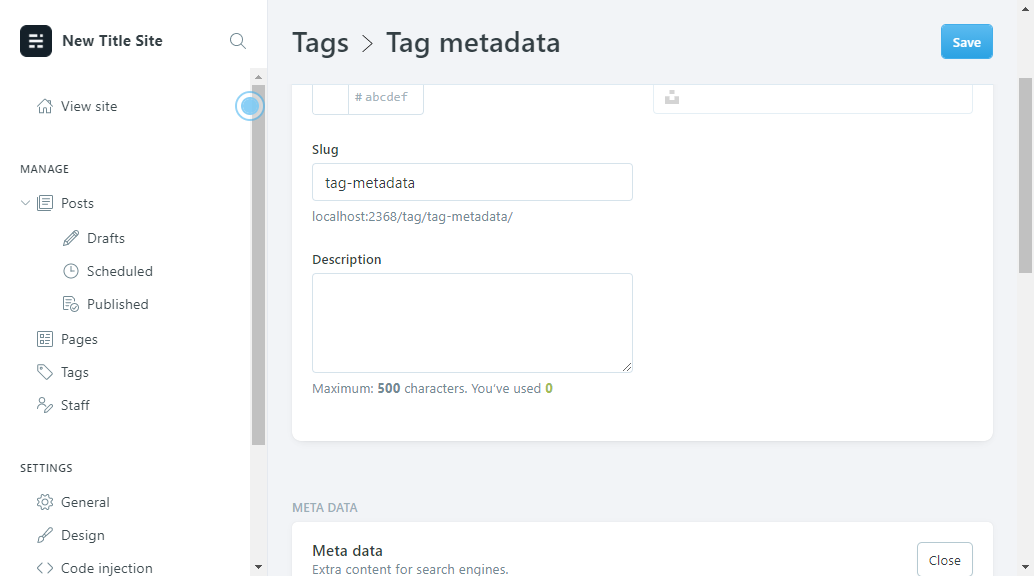 New Title Site
View site
MANAGE
Posts
Drafts
Scheduled
Published
Pages
Tags
Staff
SETTINGS
General
Design
Code injection
Tags > Tag metadata
Save
# abcdef
Slug
tag-metadata
localhost:2368/tag/tag-metadata/
Description
Maximum: 500 characters. You've used 0
META DATA
Meta data
Extra content for search engines.
Close